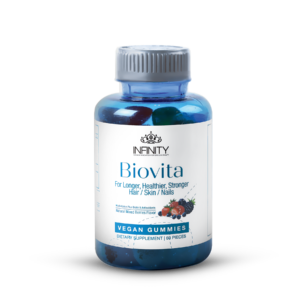 INFINITY
Biovita
For Longer, Healthier, Stronger
Hair / Skin / Nails
VEGAN GUMMIES
DIETARY SUPPLEMENT | 60 PIECES